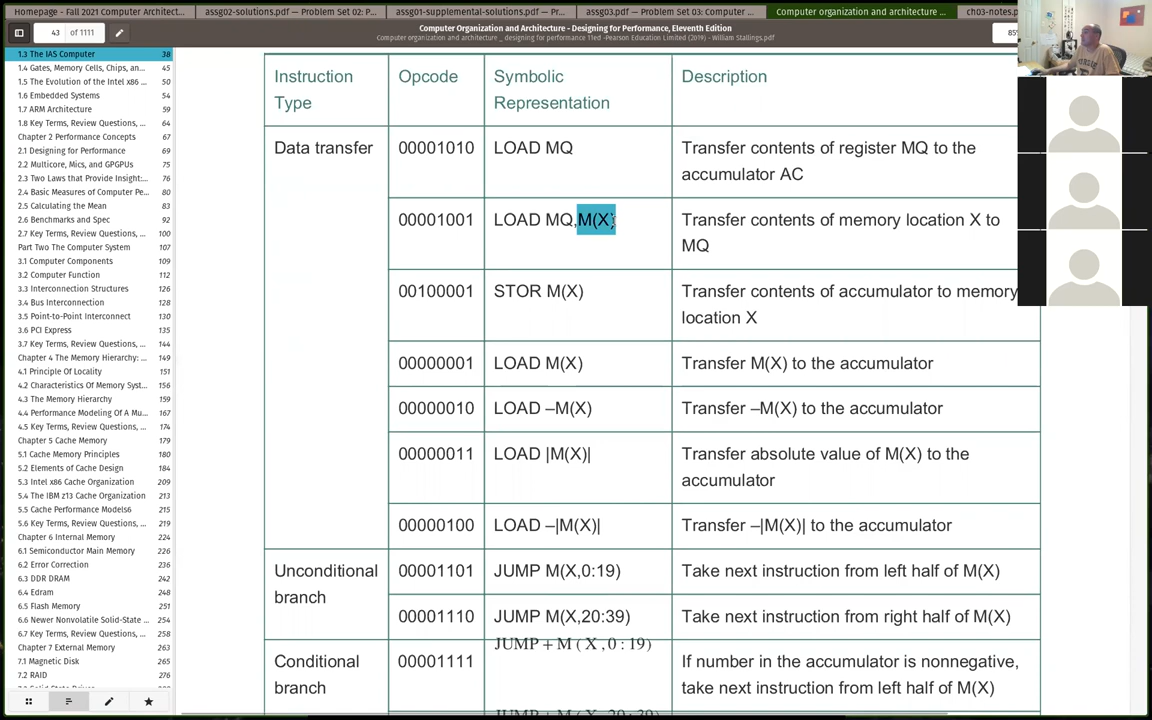 Homepage - Fall 2021 Computer Architect...
assg02-solutions.pdf — Problem Set 02: P...
assg01-supplemental-solutions.pdf — Pr...
assg03.pdf — Problem Set 03: Computer ...
Computer organization and architecture ...
ch03-notes.p
43 of 1111
Computer Organization and Architecture - Designing for Performance, Eleventh Edition
Computer organization and architecture _ designing for performance 11ed -Pearson Education Limited (2019) - William Stallings.pdf
85
1.3 The IAS Computer 38
1.4 Gates, Memory Cells, Chips, an... 45
1.5 The Evolution of the Intel x86 ... 50
1.6 Embedded Systems 54
1.7 ARM Architecture 59
1.8 Key Terms, Review Questions, ... 64
Chapter 2 Performance Concepts 67
2.1 Designing for Performance 69
2.2 Multicore, Mics, and GPGPUs 75
2.3 Two Laws that Provide Insight:... 76
2.4 Basic Measures of Computer Pe... 80
2.5 Calculating the Mean 83
2.6 Benchmarks and Spec 92
2.7 Key Terms, Review Questions, ... 100
Part Two The Computer System 107
3.1 Computer Components 109
3.2 Computer Function 112
3.3 Interconnection Structures 126
3.4 Bus Interconnection 128
3.5 Point-to-Point Interconnect 130
3.6 PCI Express 135
3.7 Key Terms, Review Questions, ... 144
Chapter 4 The Memory Hierarchy: ... 149
4.1 Principle Of Locality 151
4.2 Characteristics Of Memory Syst... 156
4.3 The Memory Hierarchy 159
4.4 Performance Modeling Of A Mu... 167
4.5 Key Terms, Review Questions, ... 174
Chapter 5 Cache Memory 179
5.1 Cache Memory Principles 180
5.2 Elements of Cache Design 184
5.3 Intel x86 Cache Organization 209
5.4 The IBM z13 Cache Organization 213
5.5 Cache Performance Models6 215
5.6 Key Terms, Review Questions, ... 219
Chapter 6 Internal Memory 224
6.1 Semiconductor Main Memory 226
6.2 Error Correction 236
6.3 DDR DRAM 242
6.4 Edram 248
6.5 Flash Memory 251
6.6 Newer Nonvolatile Solid-State ... 254
6.7 Key Terms, Review Questions, ... 258
Chapter 7 External Memory 263
7.1 Magnetic Disk 265
7.2 RAID 276
Instruction Type
Opcode
Symbolic Representation
Description
Data transfer
00001010
LOAD MQ
Transfer contents of register MQ to the
accumulator AC
00001001
LOAD MQ,M(X)
Transfer contents of memory location X to
MQ
00100001
STOR M(X)
Transfer contents of accumulator to memory
location X
00000001
LOAD M(X)
Transfer M(X) to the accumulator
00000010
LOAD –M(X)
Transfer –M(X) to the accumulator
00000011
LOAD |M(X)|
Transfer absolute value of M(X) to the
accumulator
00000100
LOAD –|M(X)|
Transfer –|M(X)| to the accumulator
Unconditional
branch
00001101
JUMP M(X,0:19)
Take next instruction from left half of M(X)
00001110
JUMP M(X,20:39)
Take next instruction from right half of M(X)
Conditional
branch
00001111
JUMP + M ( X , 0 : 19)
If number in the accumulator is nonnegative,
take next instruction from left half of M(X)